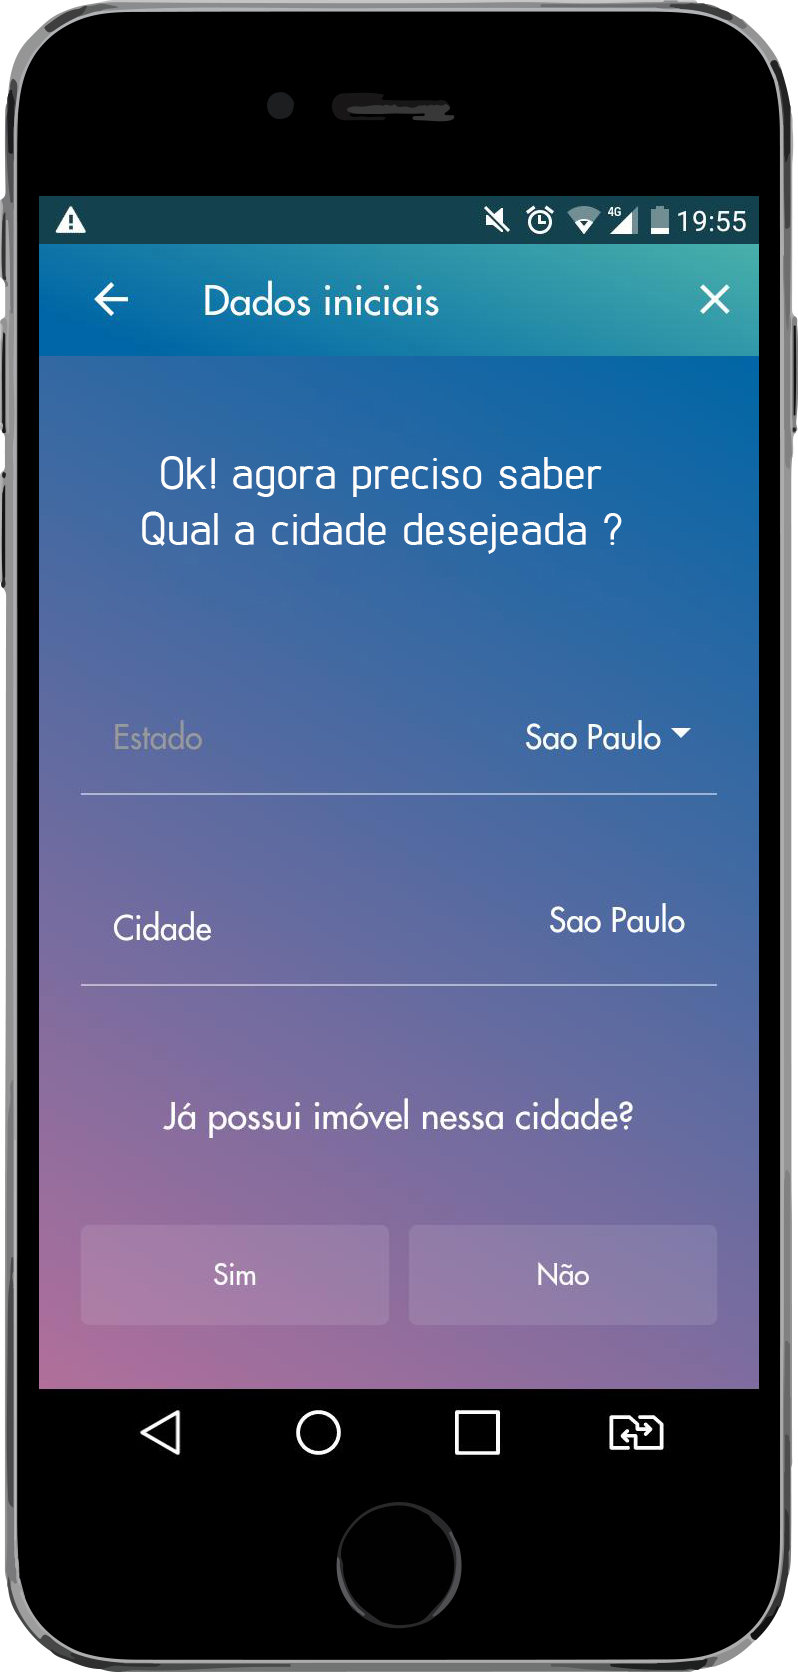 4G 19:55
Dados iniciais
Ok! agora preciso saber
Qual a cidade desejeada ?
Estado Sao Paulo
Cidade Sao Paulo
Já possui imóvel nessa cidade?
Sim Não